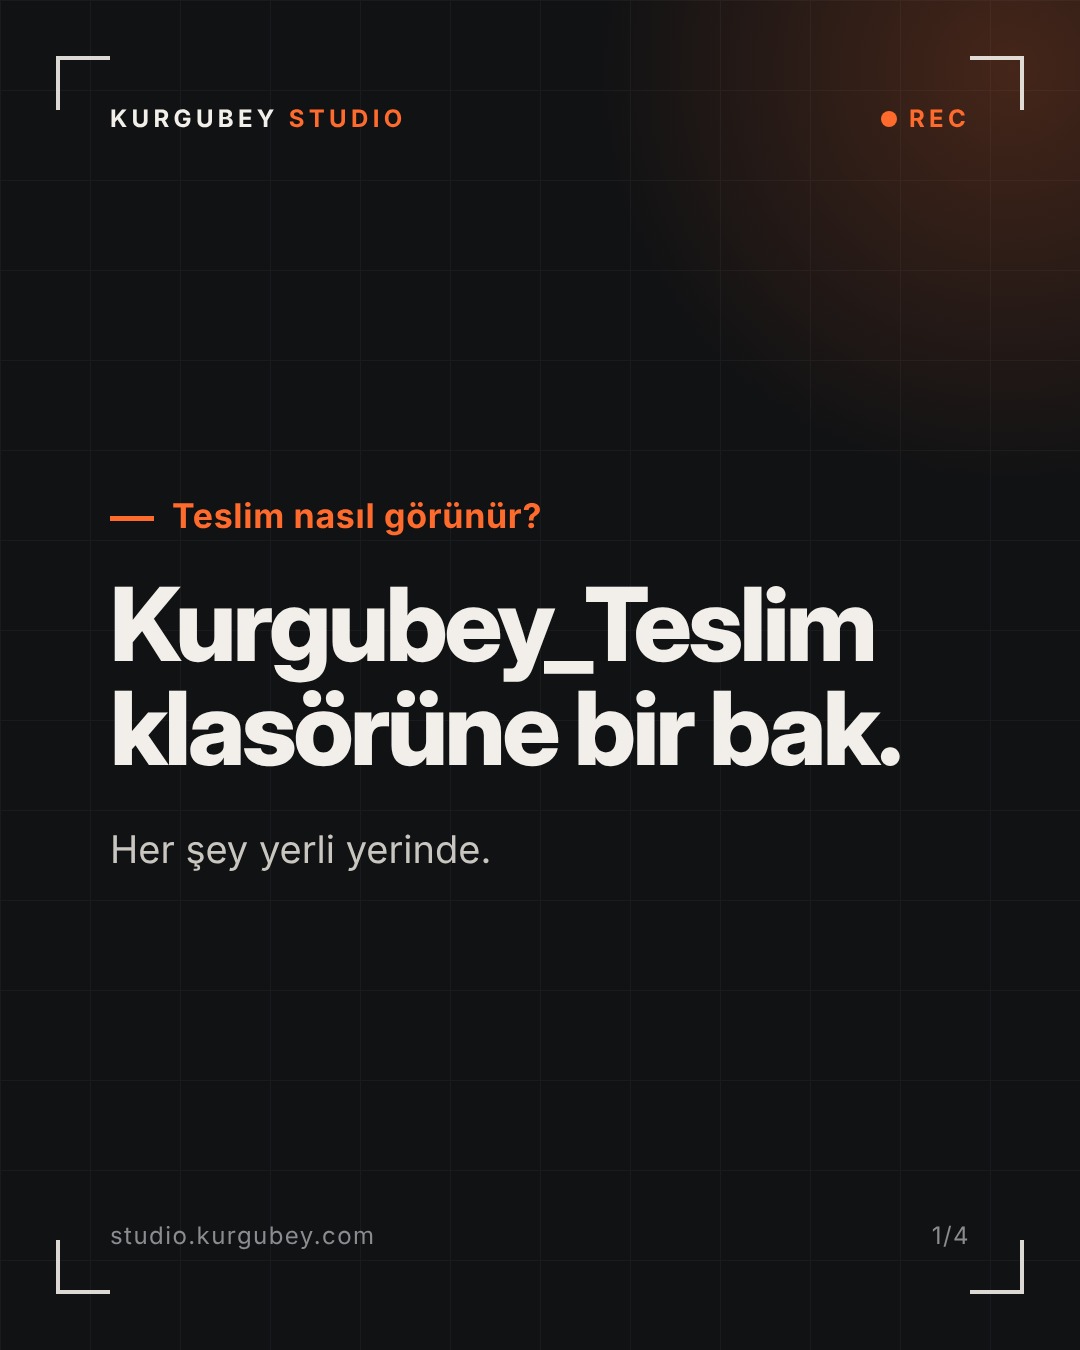 KURGUBEY STUDIO
REC
Teslim nasıl görünür?
Kurgubey_Teslim
klasörüne bir bak.
Her şey yerli yerinde.
studio.kurgubey.com
1/4